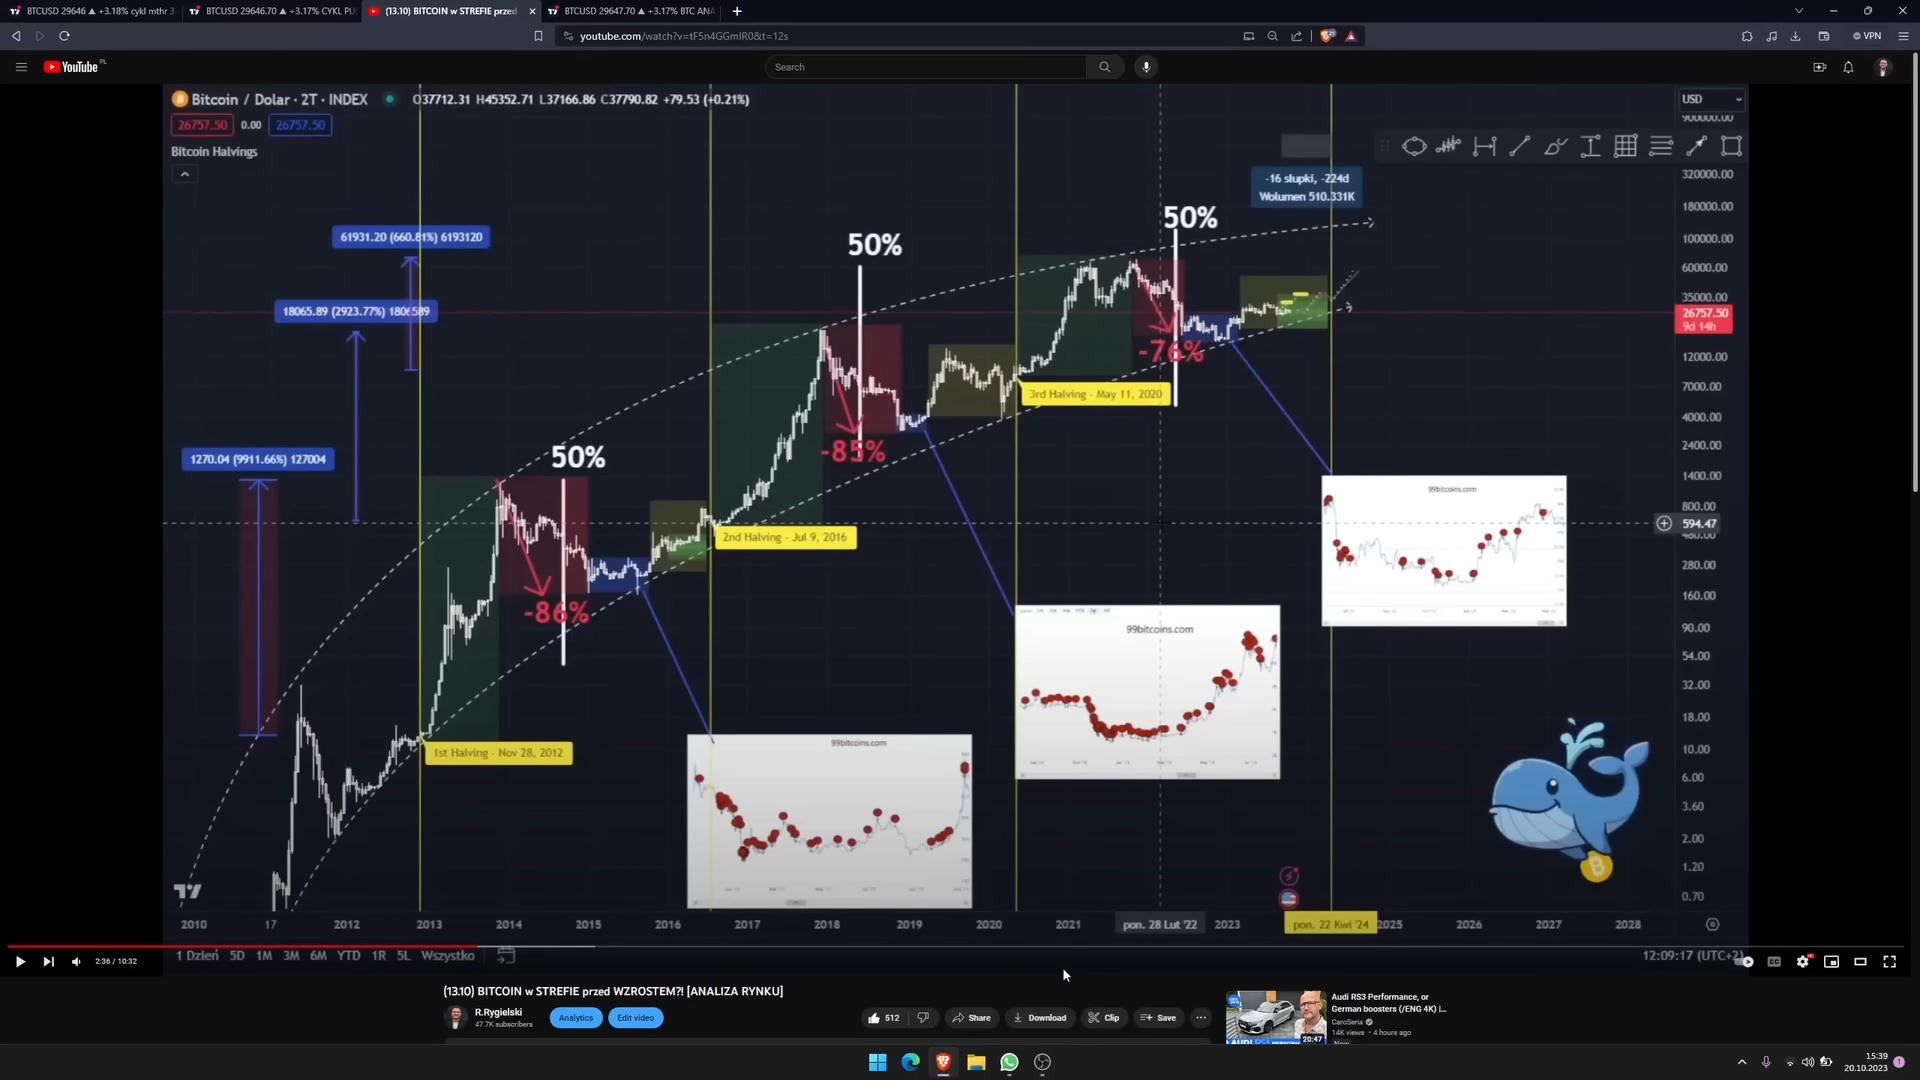 BTCUSD 29646 ▲ +3.18% cykl mthr 3
BTCUSD 29646.70 ▲ +3.17% CYKL PU
(13.10) BITCOIN w STREFIE przed
BTCUSD 29647.70 ▲ +3.17% BTC ANA
youtube.com/watch?v=tF5n4GGmIR0&t=12s
VPN
YouTube PL
Search
Bitcoin / Dolar · 2T · INDEX
O37712.31 H45352.71 L37166.86 C37790.82 +79.53 (+0.21%)
USD
26757.50 0.00 26757.50
Bitcoin Halvings
900000.00
320000.00
180000.00
100000.00
60000.00
35000.00
26757.50
9d 14h
12000.00
7000.00
4000.00
2400.00
1400.00
800.00
594.47
480.00
280.00
160.00
90.00
54.00
32.00
18.00
10.00
6.00
3.60
2.00
1.20
0.70
-16 słupki, -224d
Wolumen 510.331K
61931.20 (660.81%) 6193120
18065.89 (2923.77%) 1806589
1270.04 (9911.66%) 127004
50%
50%
50%
-86%
-85%
-76%
1st Halving - Nov 28, 2012
2nd Halving - Jul 9, 2016
3rd Halving - May 11, 2020
99bitcoins.com
99bitcoins.com
99bitcoins.com
2010 17 2012 2013 2014 2015 2016 2017 2018 2019 2020 2021 pon. 28 Lut '22 2023 pon. 22 Kwi '24 2025 2026 2027 2028
1 Dzień 5D 1M 3M 6M YTD 1R 5L Wszystko
12:09:17 (UTC+2)
2:36 / 10:32
(13.10) BITCOIN w STREFIE przed WZROSTEM?! [ANALIZA RYNKU]
R.Rygielski
47.7K subscribers
Analytics
Edit video
512
Share
Download
Clip
Save
Audi RS3 Performance, or
German boosters (/ENG 4K) |...
CaroSeria
14K views • 4 hours ago
New
20:47
15:39
20.10.2023
1